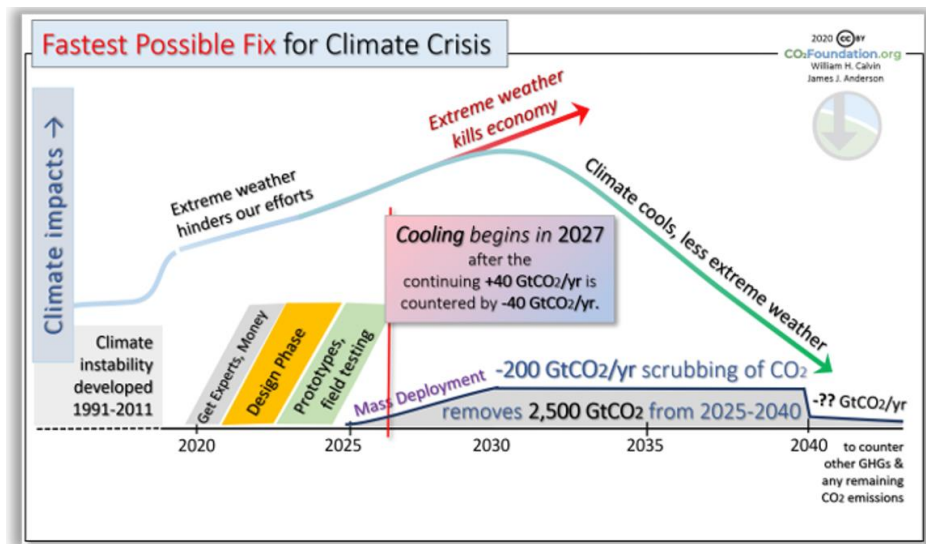 Fastest Possible Fix for Climate Crisis
2020 CC BY
CO₂Foundation.org
William H. Calvin
James J. Anderson
Climate impacts →
Extreme weather
kills economy
Extreme weather
hinders our efforts
Climate cools, less extreme weather
Cooling begins in 2027
after the
continuing +40 GtCO₂/yr is
countered by -40 GtCO₂/yr.
Climate
instability
developed
1991-2011
Get Experts, Money
Design Phase
Prototypes,
field testing
Mass Deployment
-200 GtCO₂/yr scrubbing of CO₂
removes 2,500 GtCO₂ from 2025-2040
-?? GtCO₂/yr
2020
2025
2030
2035
2040
to counter
other GHGs &
any remaining
CO₂ emissions